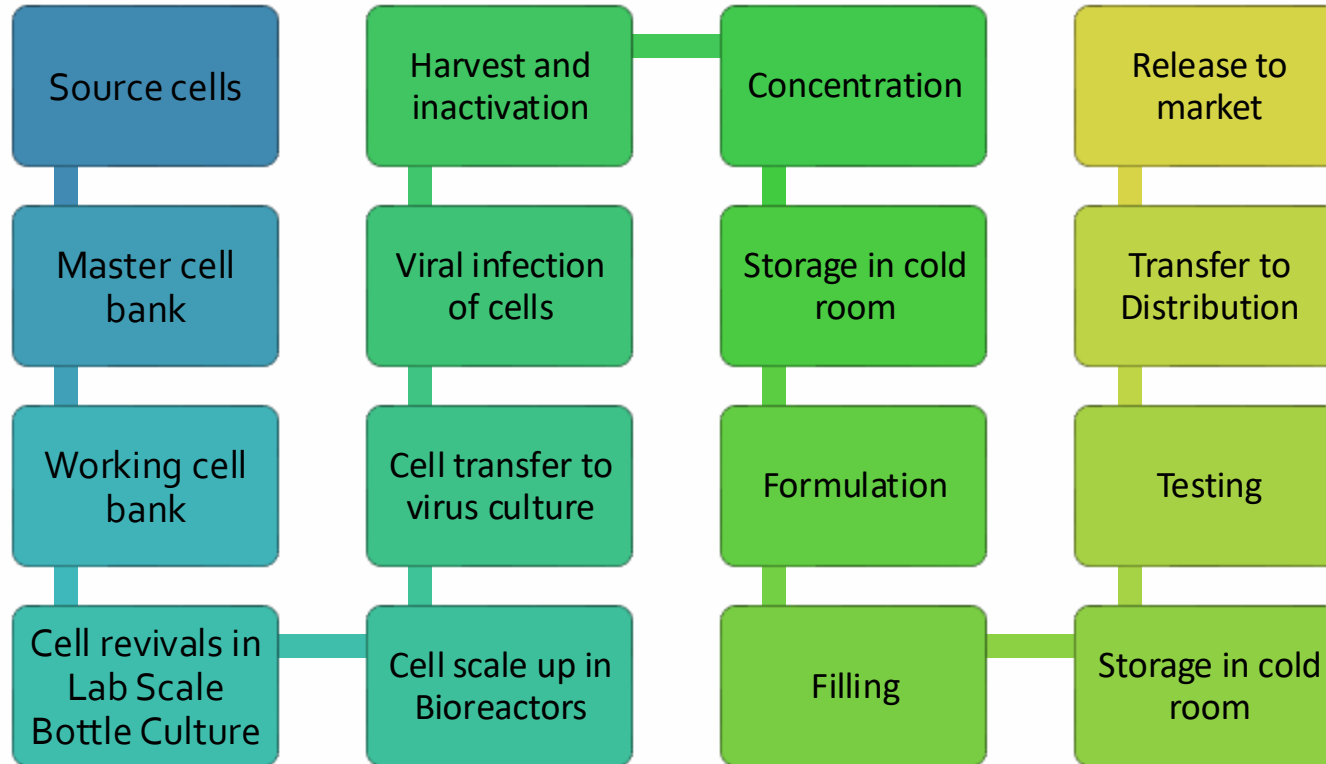 Source cells
Master cell
bank
Working cell
bank
Cell revivals in
Lab Scale
Bottle Culture
Cell scale up in
Bioreactors
Cell transfer to
virus culture
Viral infection
of cells
Harvest and
inactivation
Concentration
Storage in cold
room
Formulation
Filling
Storage in cold
room
Testing
Transfer to
Distribution
Release to
market